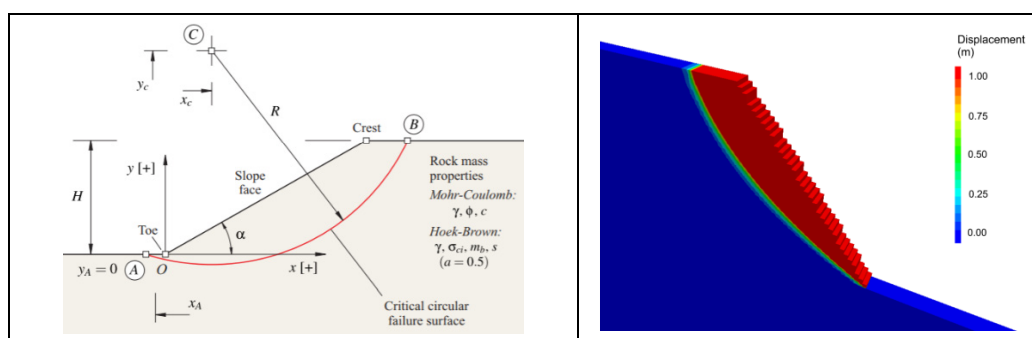 C
y_c
x_c
R
B
Crest
y [+]
H
Slope
face
Rock mass
properties
Mohr-Coulomb:
γ, ϕ, c
Hoek-Brown:
γ, σ_ci, m_b, s
(a = 0.5)
Toe
α
A
O
x [+]
y_A = 0
x_A
Critical circular
failure surface
Displacement
(m)
1.00
0.75
0.50
0.25
0.00